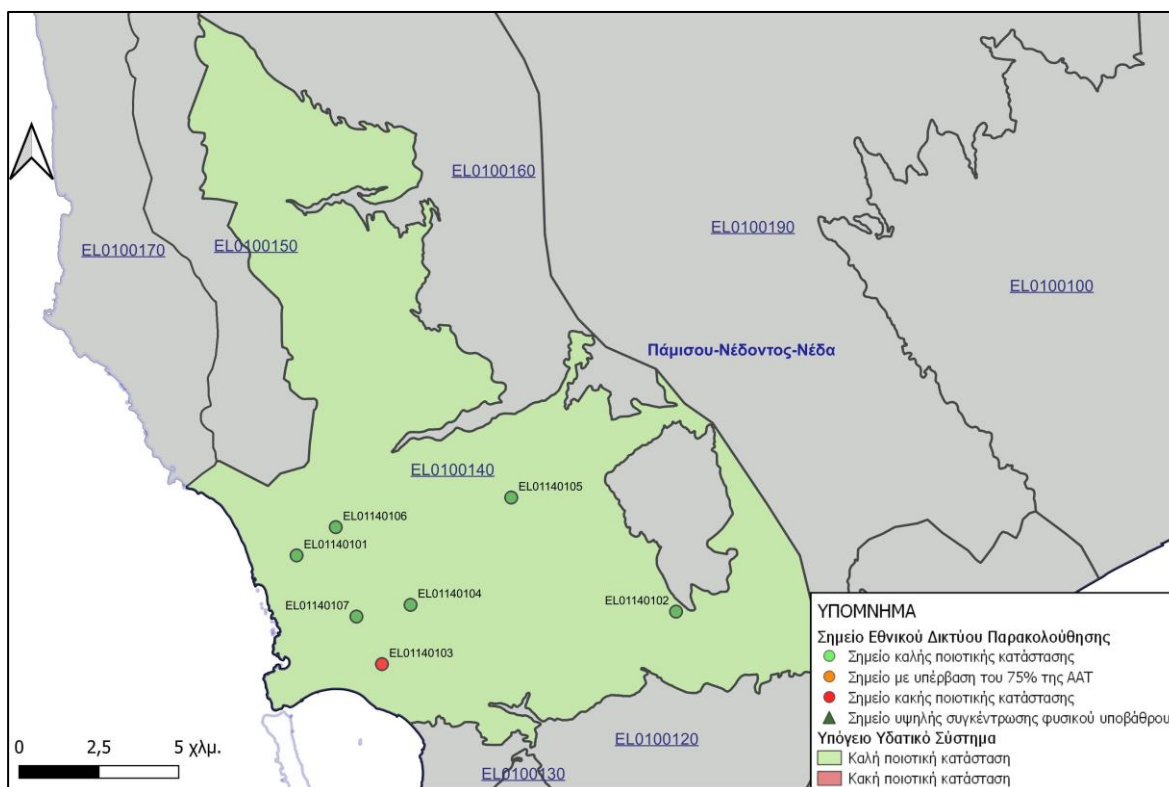 EL0100160
EL0100170
EL0100150
EL0100190
EL0100100
Πάμισου-Νέδοντος-Νέδα
EL0100140
EL01140105
EL01140106
EL01140101
EL01140104
EL01140107
EL01140102
EL01140103
EL0100120
EL0100130
0 2,5 5 χλμ.
ΥΠΟΜΝΗΜΑ
Σημείο Εθνικού Δικτύου Παρακολούθησης
Σημείο καλής ποιοτικής κατάστασης
Σημείο με υπέρβαση του 75% της ΑΑΤ
Σημείο κακής ποιοτικής κατάστασης
Σημείο υψηλής συγκέντρωσης φυσικού υποβάθρου
Υπόγειο Υδατικό Σύστημα
Καλή ποιοτική κατάσταση
Κακή ποιοτική κατάσταση